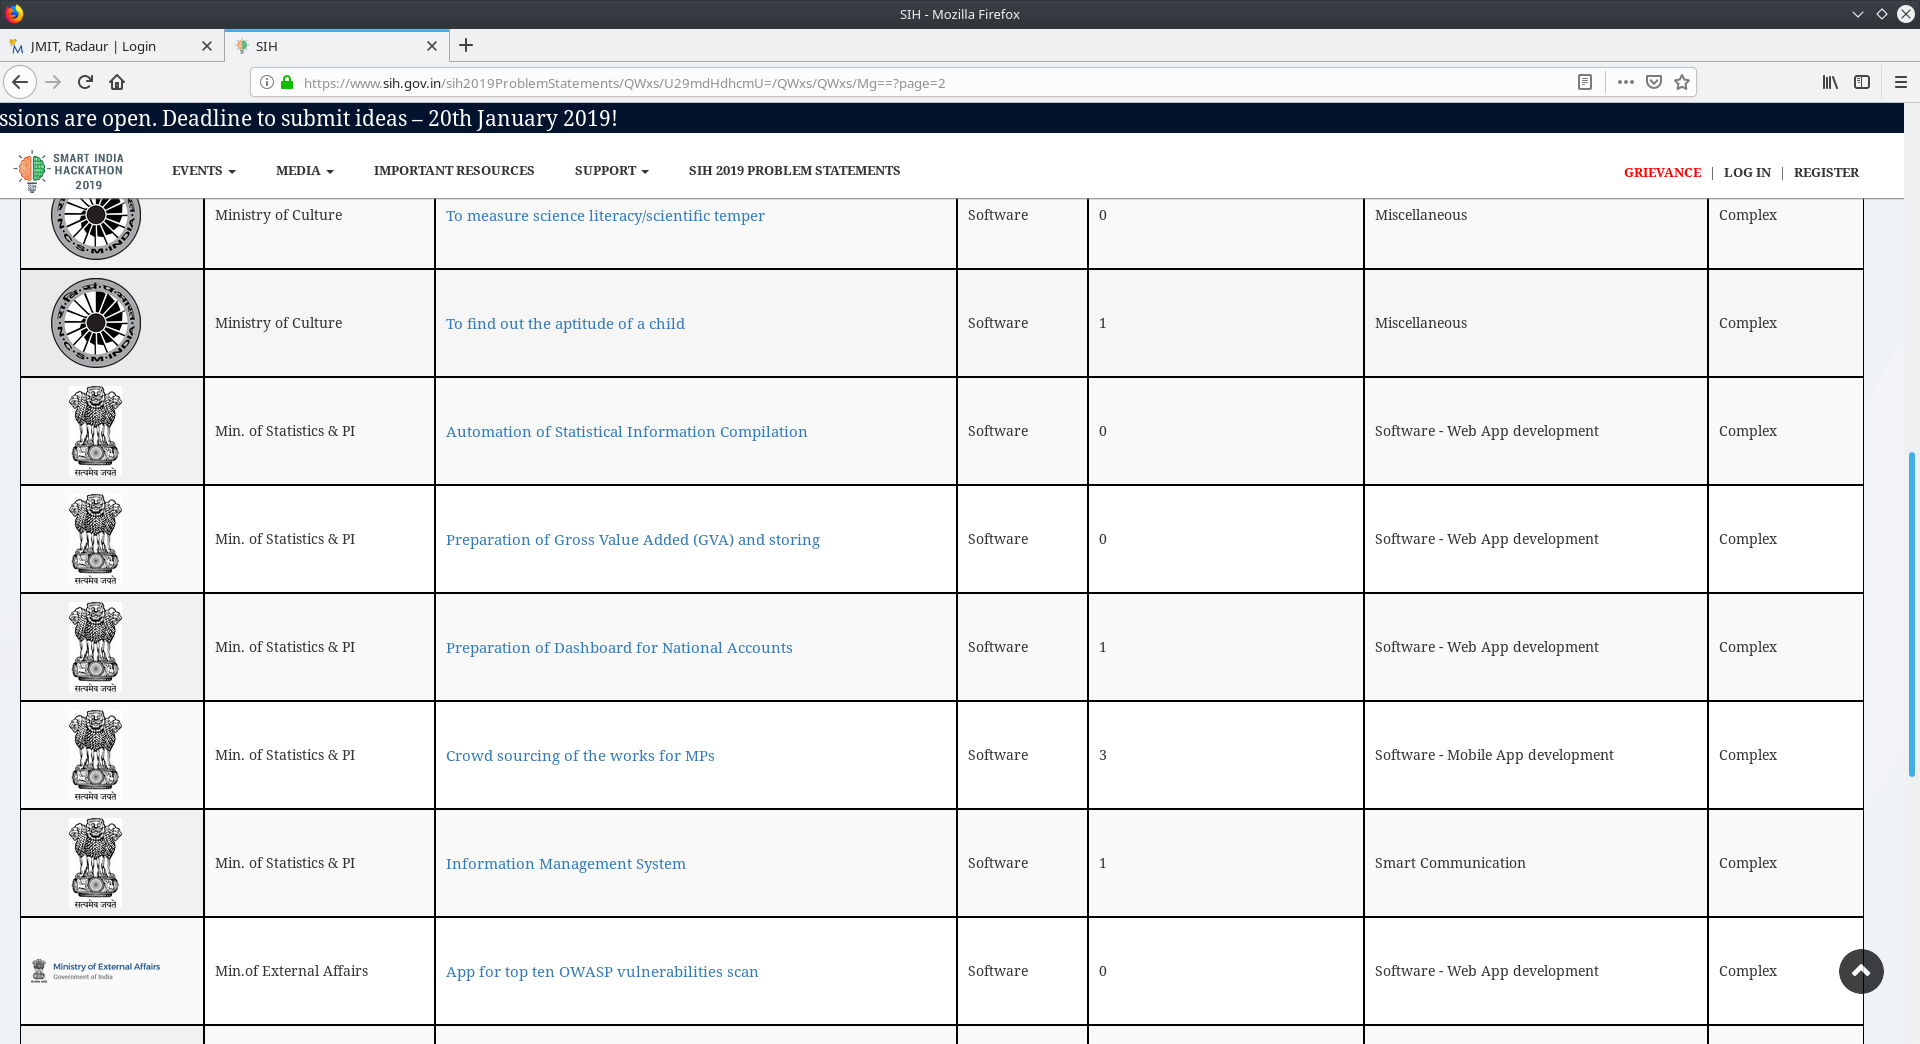 SIH - Mozilla Firefox
JMIT, Radaur | Login
SIH
https://www.sih.gov.in/sih2019ProblemStatements/QWxs/U29mdHdhcmU=/QWxs/QWxs/Mg==?page=2
ssions are open. Deadline to submit ideas – 20th January 2019!
SMART INDIA
HACKATHON
2019
EVENTS
MEDIA
IMPORTANT RESOURCES
SUPPORT
SIH 2019 PROBLEM STATEMENTS
GRIEVANCE | LOG IN | REGISTER
N.C.S.M.INDIA
Ministry of Culture
To measure science literacy/scientific temper
Software
0
Miscellaneous
Complex
N.C.S.M.INDIA
Ministry of Culture
To find out the aptitude of a child
Software
1
Miscellaneous
Complex
सत्यमेव जयते
Min. of Statistics & PI
Automation of Statistical Information Compilation
Software
0
Software - Web App development
Complex
सत्यमेव जयते
Min. of Statistics & PI
Preparation of Gross Value Added (GVA) and storing
Software
0
Software - Web App development
Complex
सत्यमेव जयते
Min. of Statistics & PI
Preparation of Dashboard for National Accounts
Software
1
Software - Web App development
Complex
सत्यमेव जयते
Min. of Statistics & PI
Crowd sourcing of the works for MPs
Software
3
Software - Mobile App development
Complex
सत्यमेव जयते
Min. of Statistics & PI
Information Management System
Software
1
Smart Communication
Complex
Ministry of External Affairs
Government of India
Min.of External Affairs
App for top ten OWASP vulnerabilities scan
Software
0
Software - Web App development
Complex